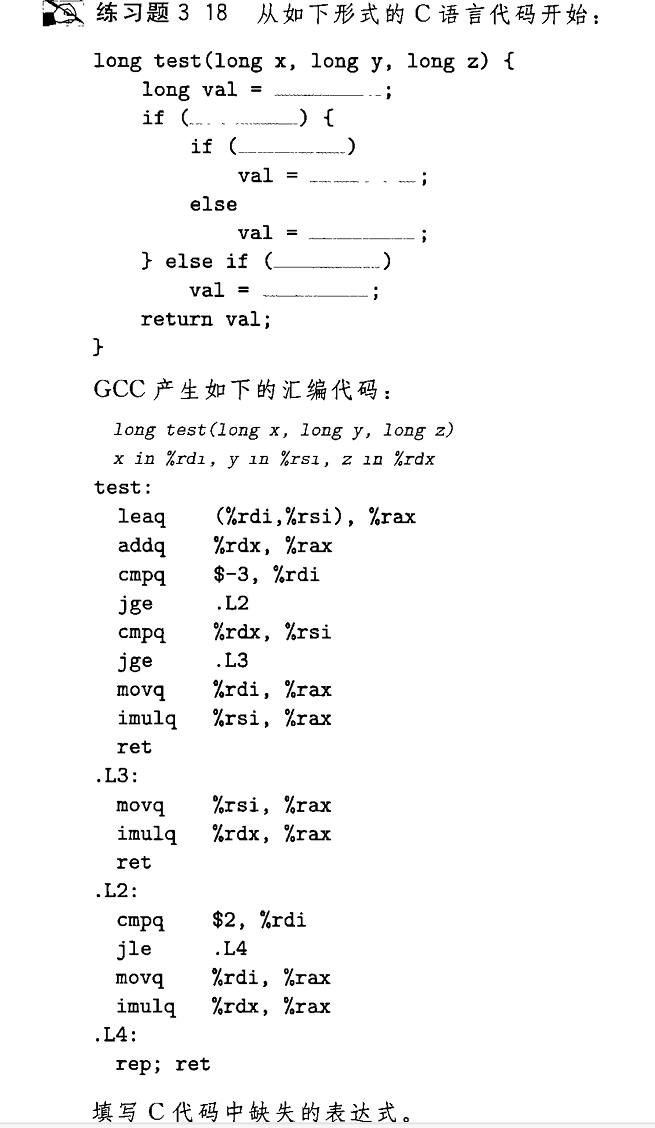 练习题 3 18 从如下形式的 C 语言代码开始:
long test(long x, long y, long z) {
long val = ________ ;
if (________) {
if (________)
val = ________ ;
else
val = ________ ;
} else if (________)
val = ________ ;
return val;
}
GCC 产生如下的汇编代码:
long test(long x, long y, long z)
x in %rdi, y in %rsi, z in %rdx
test:
leaq (%rdi,%rsi), %rax
addq %rdx, %rax
cmpq $-3, %rdi
jge .L2
cmpq %rdx, %rsi
jge .L3
movq %rdi, %rax
imulq %rsi, %rax
ret
.L3:
movq %rsi, %rax
imulq %rdx, %rax
ret
.L2:
cmpq $2, %rdi
jle .L4
movq %rdi, %rax
imulq %rdx, %rax
.L4:
rep; ret
填写 C 代码中缺失的表达式。